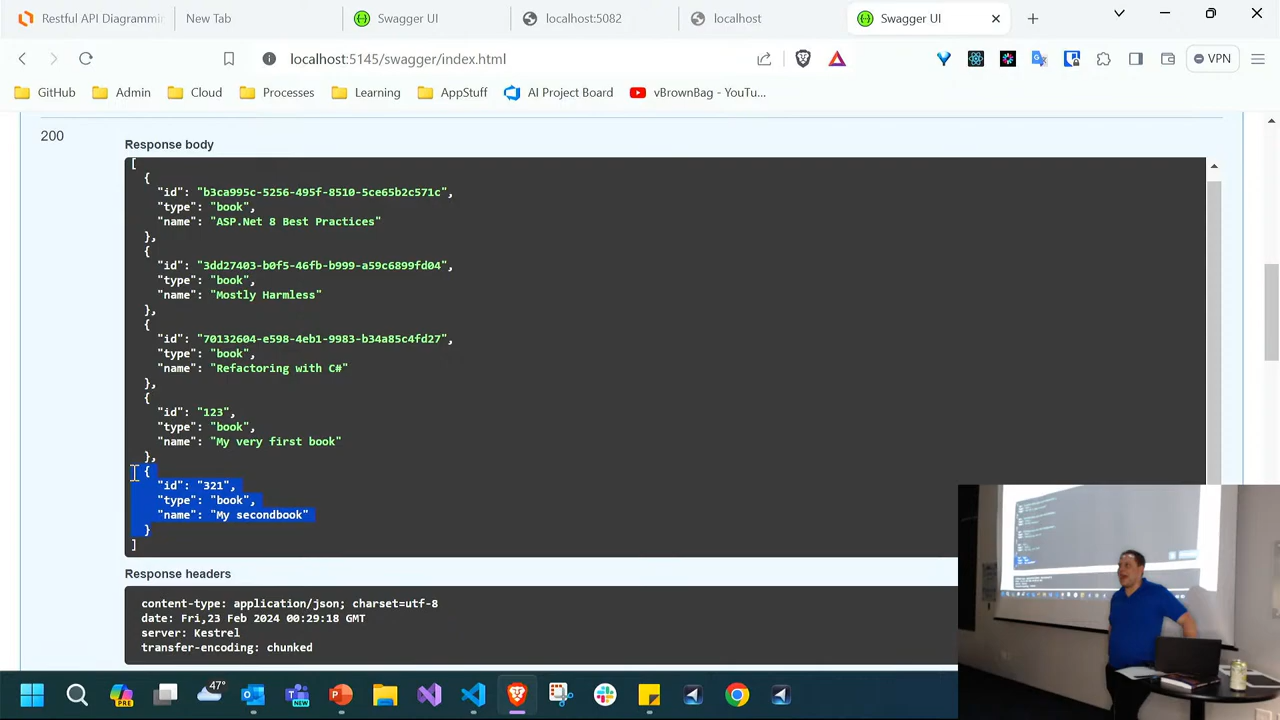 Restful API Diagrammin
New Tab
Swagger UI
localhost:5082
localhost
Swagger UI
localhost:5145/swagger/index.html
VPN
GitHub
Admin
Cloud
Processes
Learning
AppStuff
AI Project Board
vBrownBag - YouTu...
200
Response body
[
{
"id": "b3ca995c-5256-495f-8510-5ce65b2c571c",
"type": "book",
"name": "ASP.Net 8 Best Practices"
},
{
"id": "3dd27403-b0f5-46fb-b999-a59c6899fd04",
"type": "book",
"name": "Mostly Harmless"
},
{
"id": "70132604-e598-4eb1-9983-b34a85c4fd27",
"type": "book",
"name": "Refactoring with C#"
},
{
"id": "123",
"type": "book",
"name": "My very first book"
},
{
"id": "321",
"type": "book",
"name": "My secondbook"
}
]
Response headers
content-type: application/json; charset=utf-8
date: Fri,23 Feb 2024 00:29:18 GMT
server: Kestrel
transfer-encoding: chunked
PRE
47°
NEW